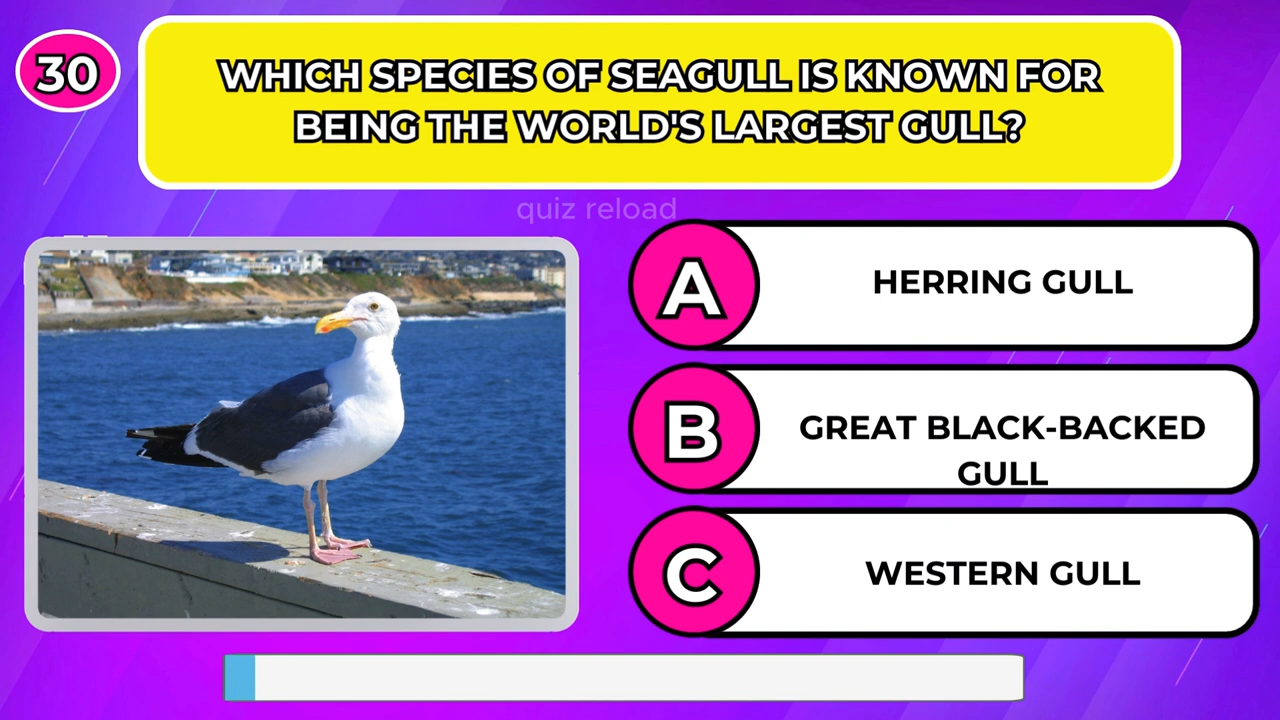 30
WHICH SPECIES OF SEAGULL IS KNOWN FOR
BEING THE WORLD'S LARGEST GULL?
quiz reload
A
HERRING GULL
B
GREAT BLACK-BACKED
GULL
C
WESTERN GULL